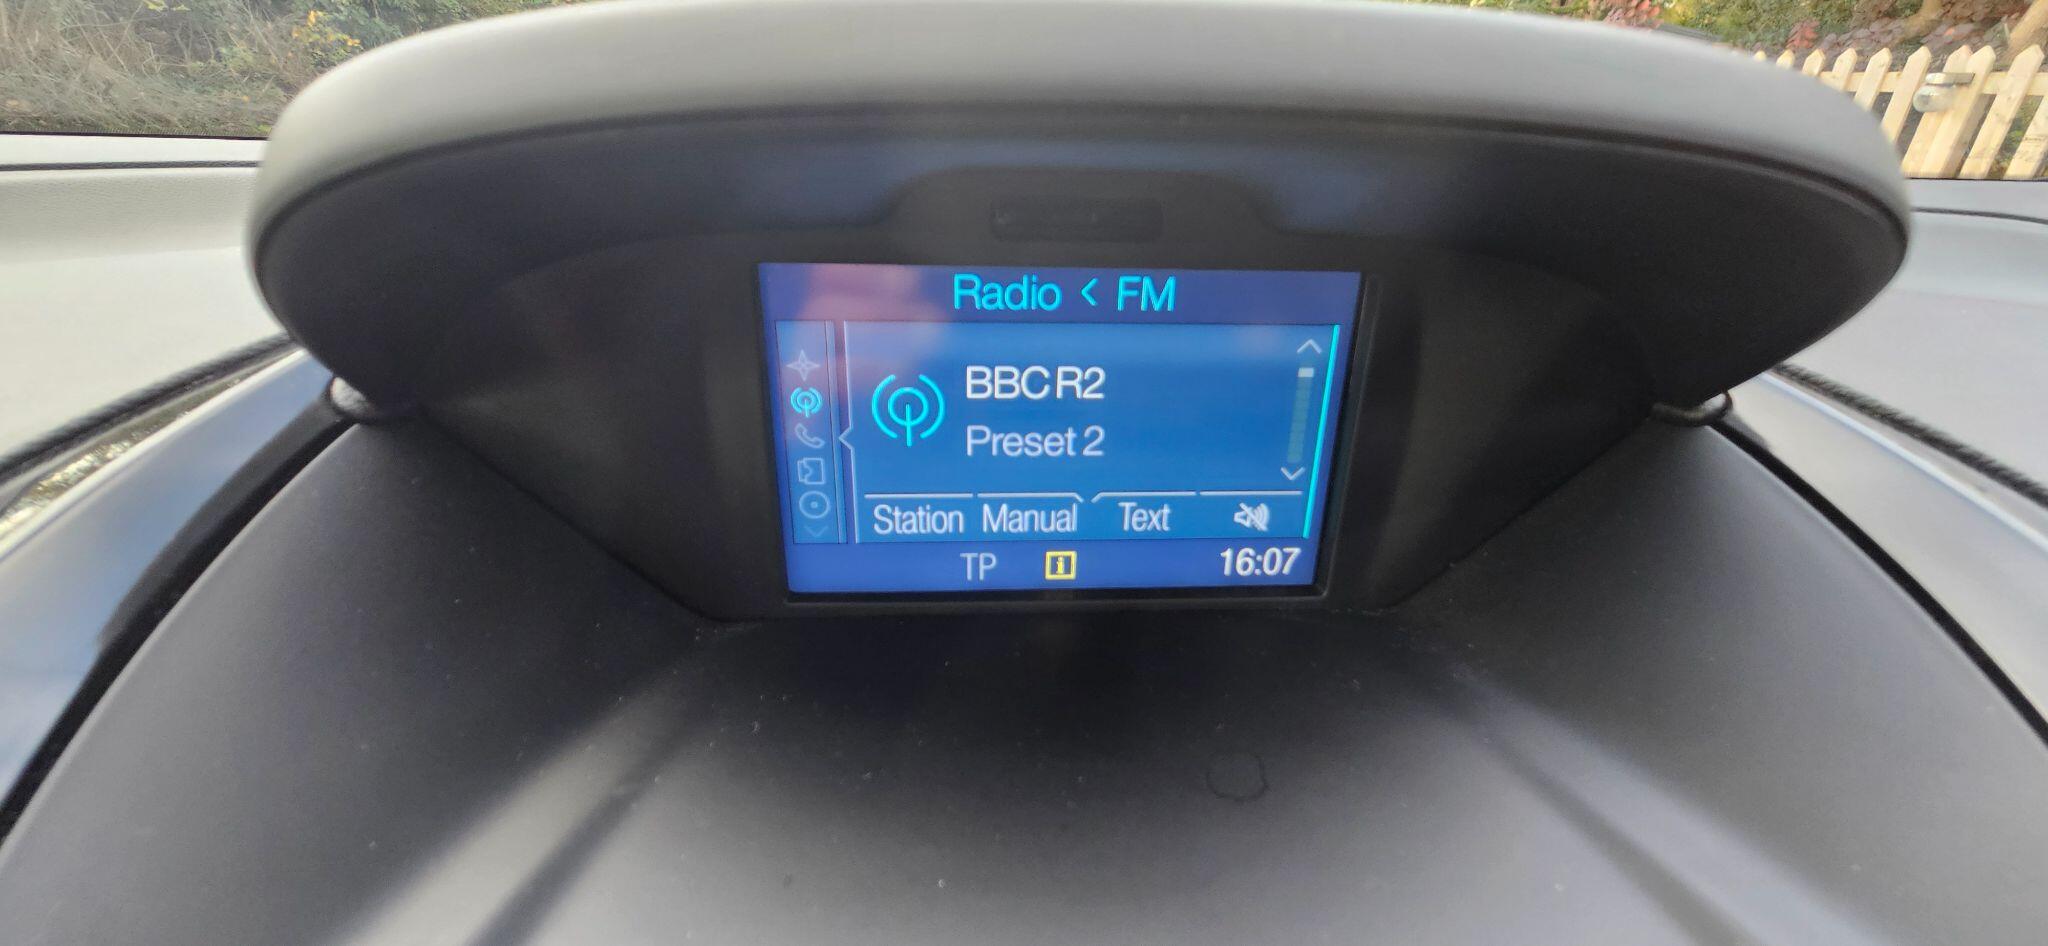 Radio < FM
BBC R2
Preset 2
Station Manual Text
TP i 16:07